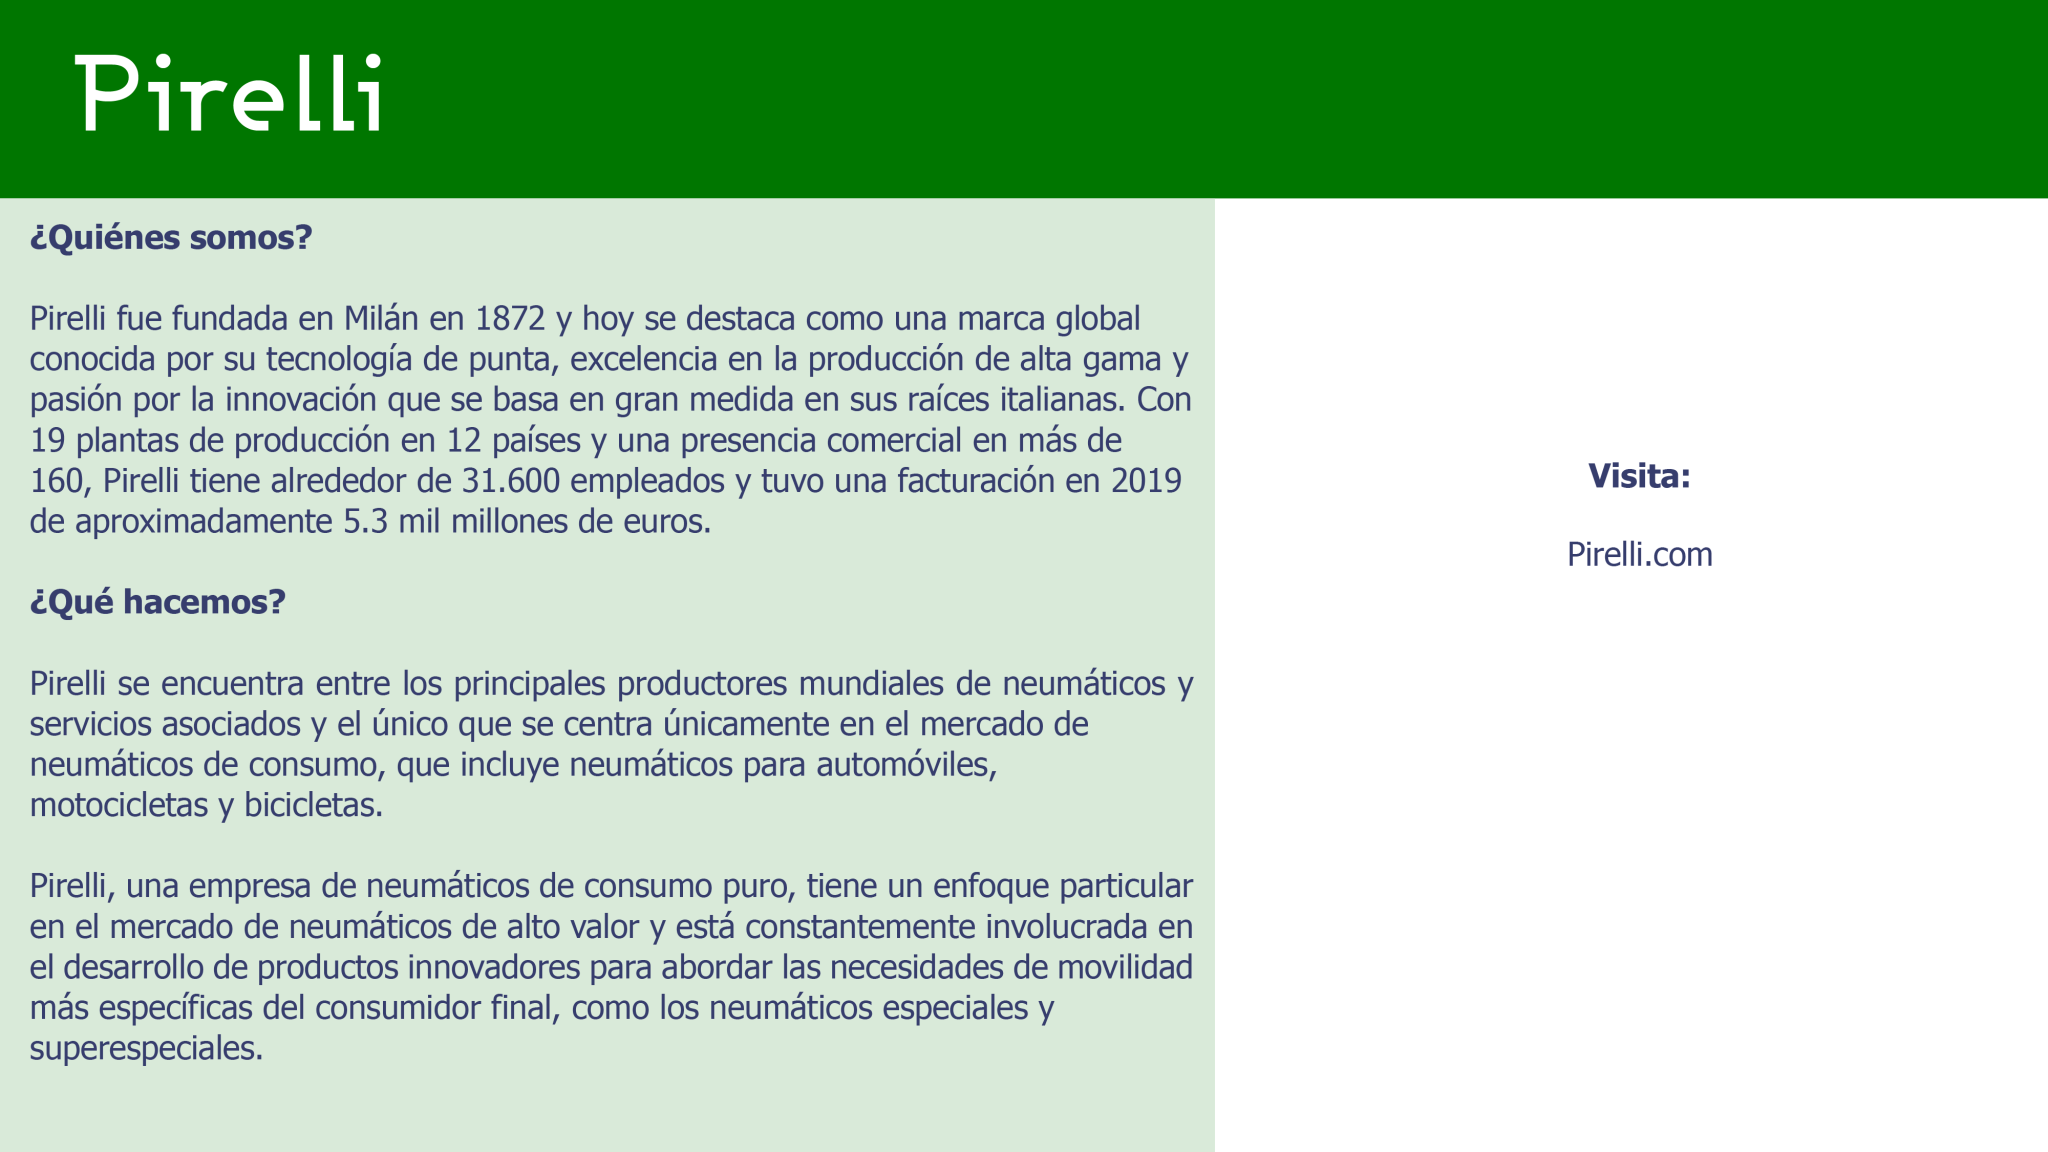 Pirelli
¿Quiénes somos?
Pirelli fue fundada en Milán en 1872 y hoy se destaca como una marca global
conocida por su tecnología de punta, excelencia en la producción de alta gama y
pasión por la innovación que se basa en gran medida en sus raíces italianas. Con
19 plantas de producción en 12 países y una presencia comercial en más de
160, Pirelli tiene alrededor de 31.600 empleados y tuvo una facturación en 2019
de aproximadamente 5.3 mil millones de euros.
¿Qué hacemos?
Pirelli se encuentra entre los principales productores mundiales de neumáticos y
servicios asociados y el único que se centra únicamente en el mercado de
neumáticos de consumo, que incluye neumáticos para automóviles,
motocicletas y bicicletas.
Pirelli, una empresa de neumáticos de consumo puro, tiene un enfoque particular
en el mercado de neumáticos de alto valor y está constantemente involucrada en
el desarrollo de productos innovadores para abordar las necesidades de movilidad
más específicas del consumidor final, como los neumáticos especiales y
superespeciales.
Visita:
Pirelli.com